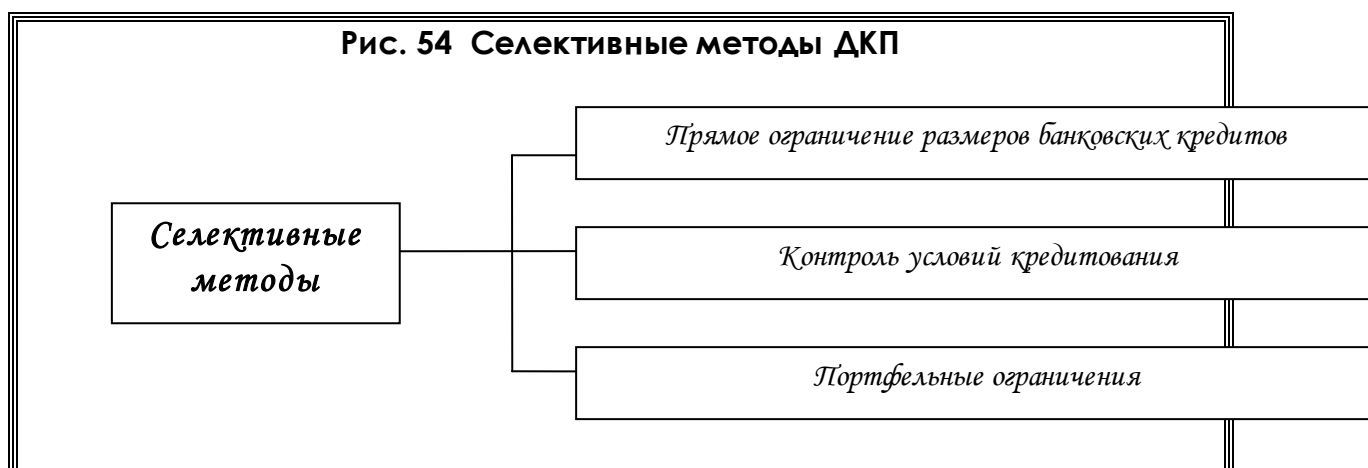 Рис. 54 Селективные методы ДКП
Прямое ограничение размеров банковских кредитов
Селективные
методы
Контроль условий кредитования
Портфельные ограничения